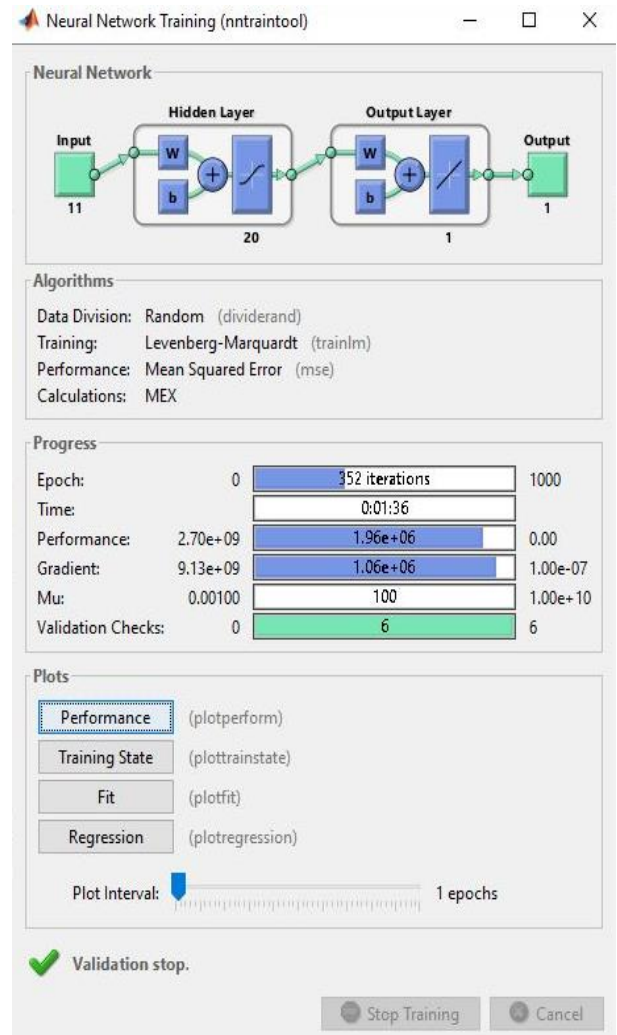 Neural Network Training (nntraintool)
Neural Network
Hidden Layer Output Layer
Input Output
W W
b b
11 1
20 1
Algorithms
Data Division: Random (dividerand)
Training: Levenberg-Marquardt (trainlm)
Performance: Mean Squared Error (mse)
Calculations: MEX
Progress
Epoch: 0 352 iterations 1000
Time: 0:01:36
Performance: 2.70e+09 1.96e+06 0.00
Gradient: 9.13e+09 1.06e+06 1.00e-07
Mu: 0.00100 100 1.00e+10
Validation Checks: 0 6 6
Plots
Performance (plotperform)
Training State (plottrainstate)
Fit (plotfit)
Regression (plotregression)
Plot Interval: 1 epochs
Validation stop.
Stop Training Cancel